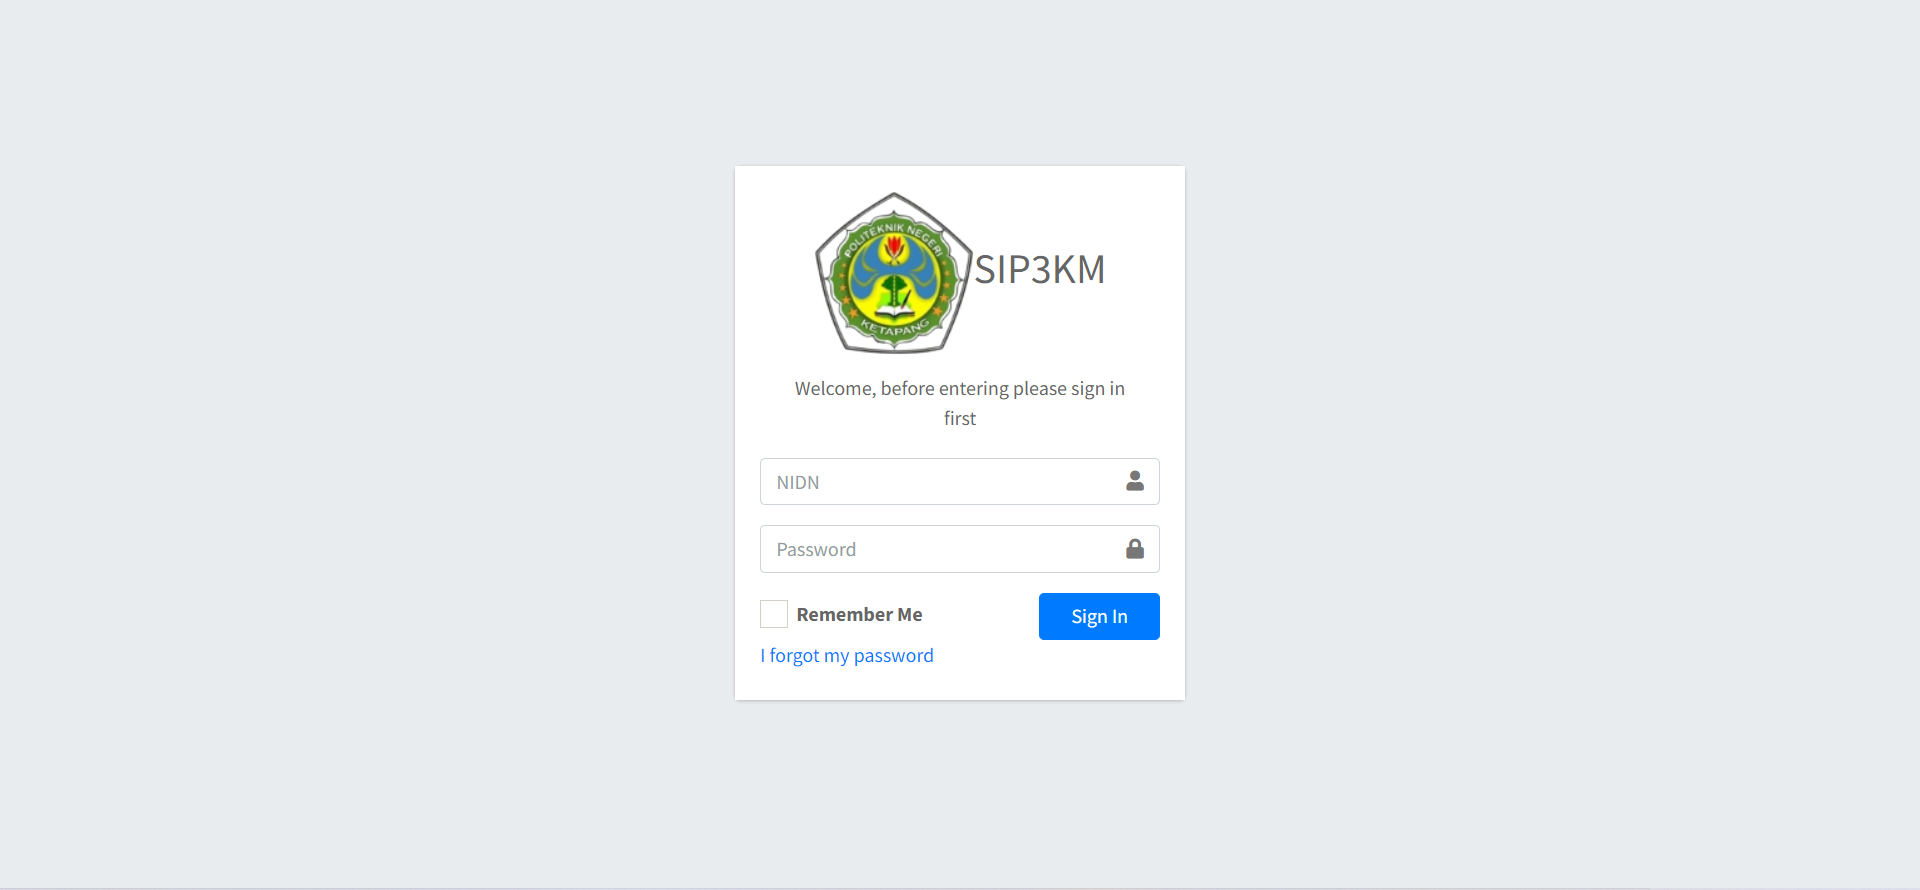 POLITEKNIK NEGERI
KETAPANG
SIP3KM
Welcome, before entering please sign in
first
NIDN
Password
Remember Me
Sign In
I forgot my password